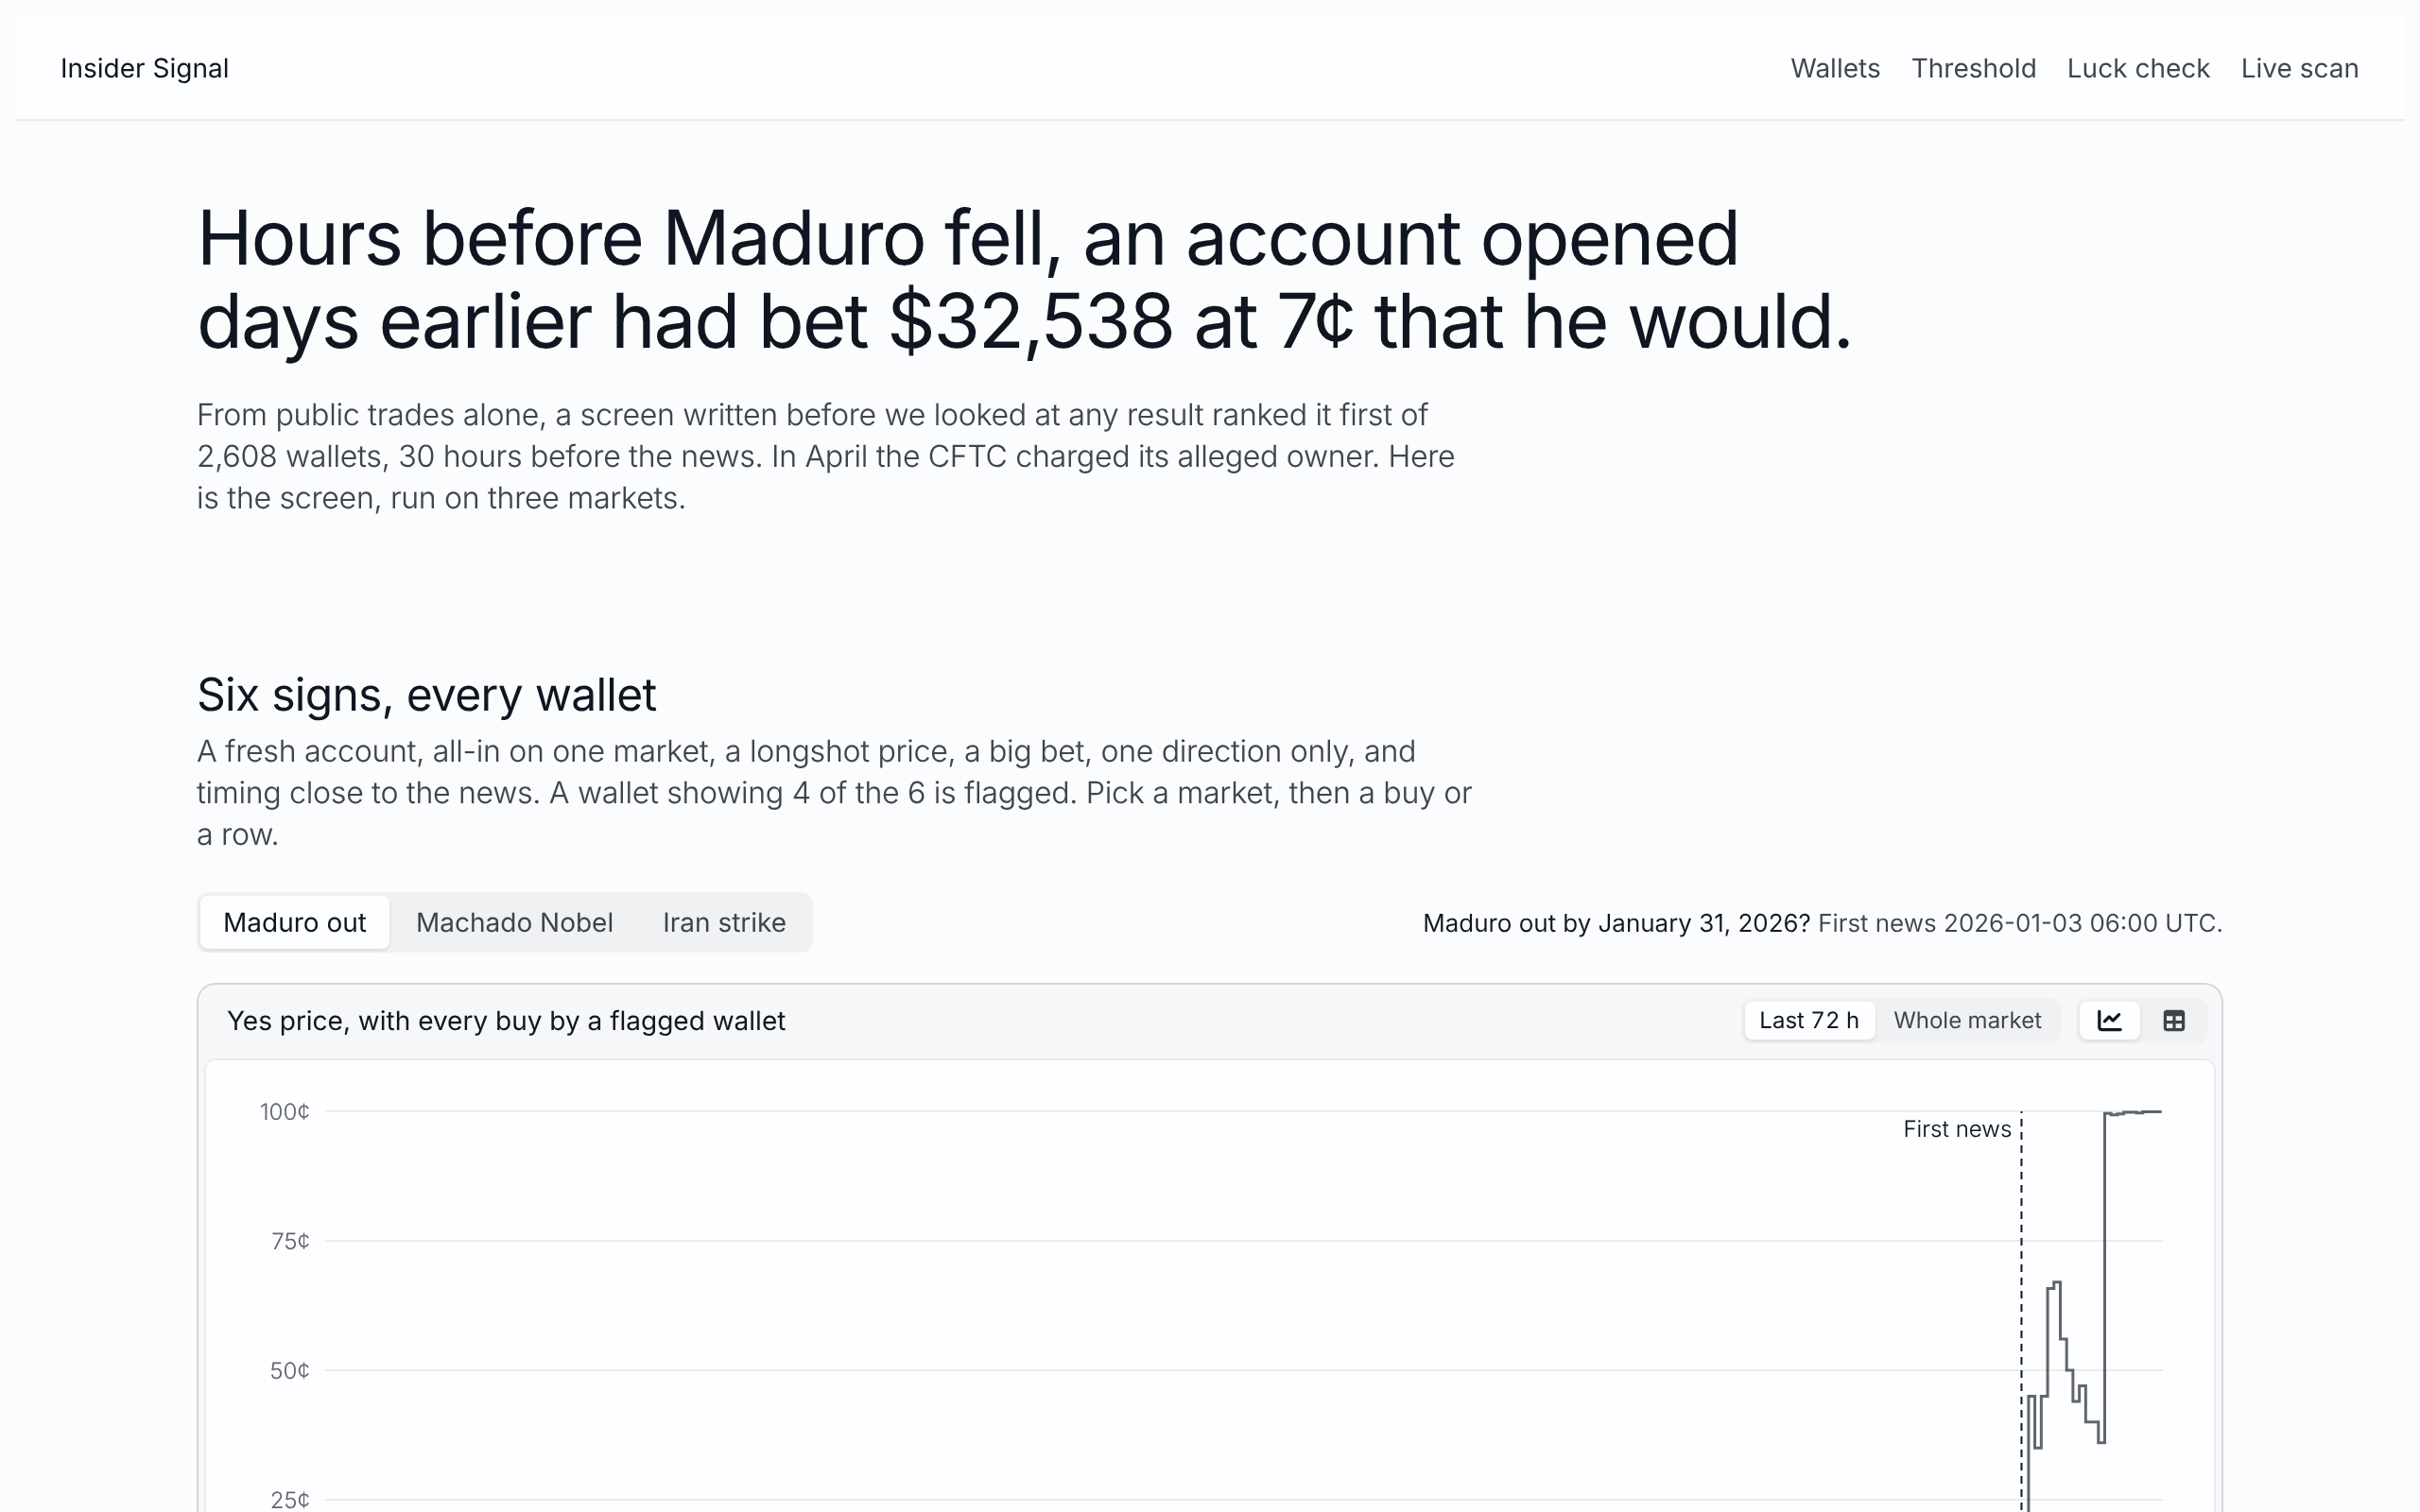 Insider Signal
Wallets Threshold Luck check Live scan
Hours before Maduro fell, an account opened
days earlier had bet $32,538 at 7¢ that he would.
From public trades alone, a screen written before we looked at any result ranked it first of
2,608 wallets, 30 hours before the news. In April the CFTC charged its alleged owner. Here
is the screen, run on three markets.
Six signs, every wallet
A fresh account, all-in on one market, a longshot price, a big bet, one direction only, and
timing close to the news. A wallet showing 4 of the 6 is flagged. Pick a market, then a buy or
a row.
Maduro out Machado Nobel Iran strike
Maduro out by January 31, 2026? First news 2026-01-03 06:00 UTC.
Yes price, with every buy by a flagged wallet
Last 72 h Whole market
100¢
First news
75¢
50¢
25¢